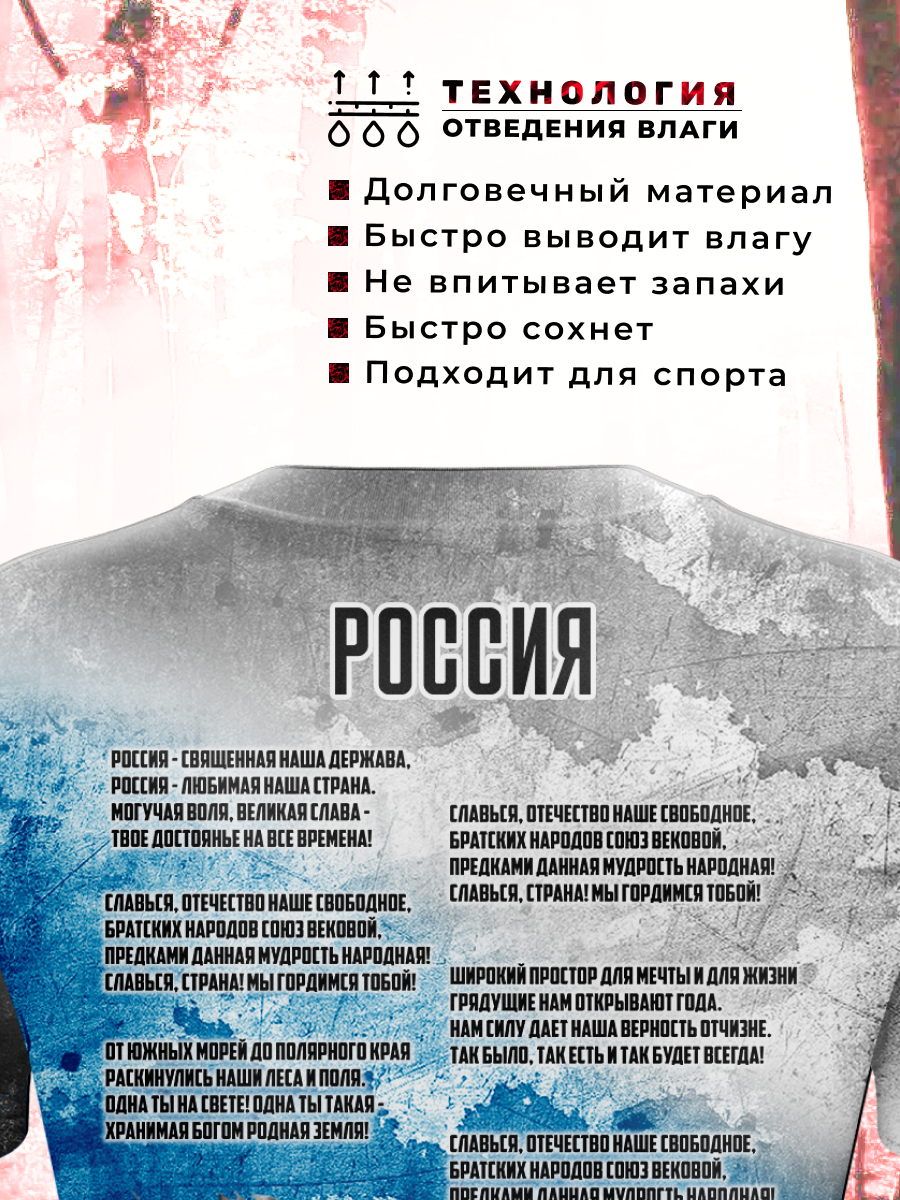 ТЕХНОЛОГИЯ
ОТВЕДЕНИЯ ВЛАГИ
Долговечный материал
Быстро выводит влагу
Не впитывает запахи
Быстро сохнет
Подходит для спорта
РОССИЯ
РОССИЯ - СВЯЩЕННАЯ НАША ДЕРЖАВА,
РОССИЯ - ЛЮБИМАЯ НАША СТРАНА.
МОГУЧАЯ ВОЛЯ, ВЕЛИКАЯ СЛАВА -
ТВОЕ ДОСТОЯНЬЕ НА ВСЕ ВРЕМЕНА!
СЛАВЬСЯ, ОТЕЧЕСТВО НАШЕ СВОБОДНОЕ,
БРАТСКИХ НАРОДОВ СОЮЗ ВЕКОВОЙ,
ПРЕДКАМИ ДАННАЯ МУДРОСТЬ НАРОДНАЯ!
СЛАВЬСЯ, СТРАНА! МЫ ГОРДИМСЯ ТОБОЙ!
ОТ ЮЖНЫХ МОРЕЙ ДО ПОЛЯРНОГО КРАЯ
РАСКИНУЛИСЬ НАШИ ЛЕСА И ПОЛЯ.
ОДНА ТЫ НА СВЕТЕ! ОДНА ТЫ ТАКАЯ -
ХРАНИМАЯ БОГОМ РОДНАЯ ЗЕМЛЯ!
СЛАВЬСЯ, ОТЕЧЕСТВО НАШЕ СВОБОДНОЕ,
БРАТСКИХ НАРОДОВ СОЮЗ ВЕКОВОЙ,
ПРЕДКАМИ ДАННАЯ МУДРОСТЬ НАРОДНАЯ!
СЛАВЬСЯ, СТРАНА! МЫ ГОРДИМСЯ ТОБОЙ!
ШИРОКИЙ ПРОСТОР ДЛЯ МЕЧТЫ И ДЛЯ ЖИЗНИ
ГРЯДУЩИЕ НАМ ОТКРЫВАЮТ ГОДА.
НАМ СИЛУ ДАЕТ НАША ВЕРНОСТЬ ОТЧИЗНЕ.
ТАК БЫЛО, ТАК ЕСТЬ И ТАК БУДЕТ ВСЕГДА!
СЛАВЬСЯ, ОТЕЧЕСТВО НАШЕ СВОБОДНОЕ,
БРАТСКИХ НАРОДОВ СОЮЗ ВЕКОВОЙ,
ПРЕДКАМИ ДАННАЯ МУДРОСТЬ НАРОДНАЯ!